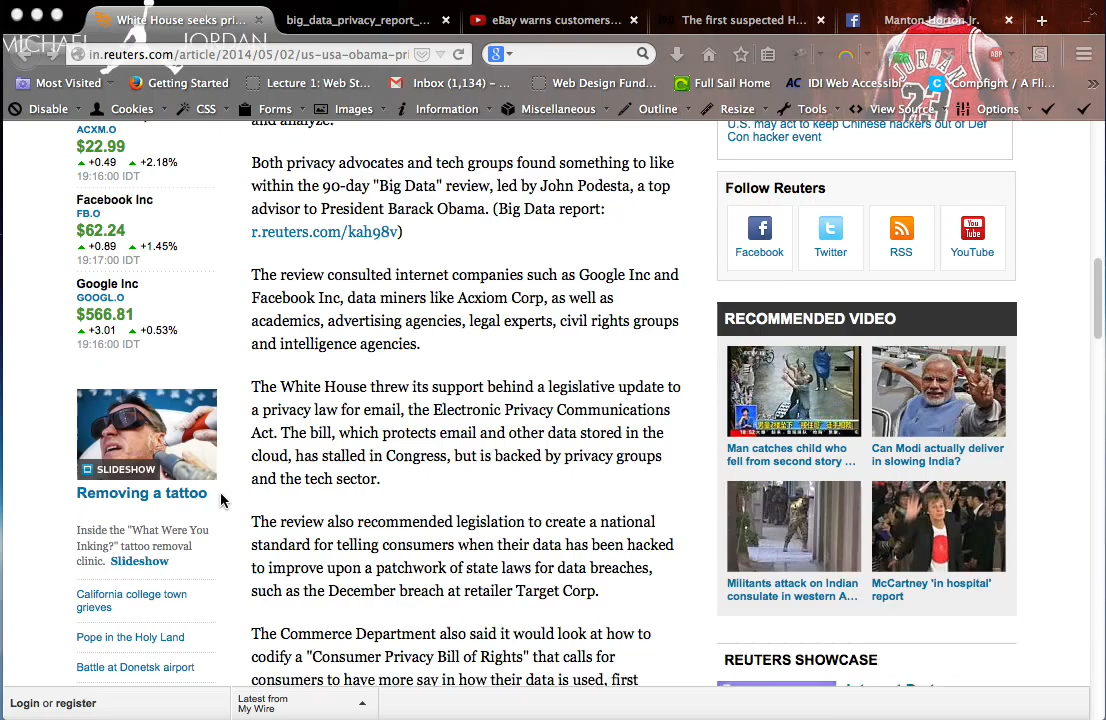 White House seeks pri...
big_data_privacy_report_...
eBay warns customers...
The first suspected H...
Manton Horton Jr.
MICHAEL JORDAN
in.reuters.com/article/2014/05/02/us-usa-obama-pri
Most Visited
Getting Started
Lecture 1: Web St...
Inbox (1,134) – ...
Web Design Fund...
Full Sail Home
IDI Web Accessib...
Compfight / A Fli...
Disable
Cookies
CSS
Forms
Images
Information
Miscellaneous
Outline
Resize
Tools
View Source
Options
ACXM.O
$22.99
+0.49 +2.18%
19:16:00 IDT
Facebook Inc
FB.O
$62.24
+0.89 +1.45%
19:17:00 IDT
Google Inc
GOOGL.O
$566.81
+3.01 +0.53%
19:16:00 IDT
SLIDESHOW
Removing a tattoo
Inside the "What Were You
Inking?" tattoo removal
clinic. Slideshow
California college town
grieves
Pope in the Holy Land
Battle at Donetsk airport
and analyze.
Both privacy advocates and tech groups found something to like
within the 90-day "Big Data" review, led by John Podesta, a top
advisor to President Barack Obama. (Big Data report:
r.reuters.com/kah98v)
The review consulted internet companies such as Google Inc and
Facebook Inc, data miners like Acxiom Corp, as well as
academics, advertising agencies, legal experts, civil rights groups
and intelligence agencies.
The White House threw its support behind a legislative update to
a privacy law for email, the Electronic Privacy Communications
Act. The bill, which protects email and other data stored in the
cloud, has stalled in Congress, but is backed by privacy groups
and the tech sector.
The review also recommended legislation to create a national
standard for telling consumers when their data has been hacked
to improve upon a patchwork of state laws for data breaches,
such as the December breach at retailer Target Corp.
The Commerce Department also said it would look at how to
codify a "Consumer Privacy Bill of Rights" that calls for
consumers to have more say in how their data is used, first
U.S. may act to keep Chinese hackers out of Def
Con hacker event
Follow Reuters
Facebook
Twitter
RSS
YouTube
RECOMMENDED VIDEO
Man catches child who
fell from second story ...
Can Modi actually deliver
in slowing India?
Militants attack on Indian
consulate in western A...
McCartney 'in hospital'
report
REUTERS SHOWCASE
Login or register
Latest from
My Wire